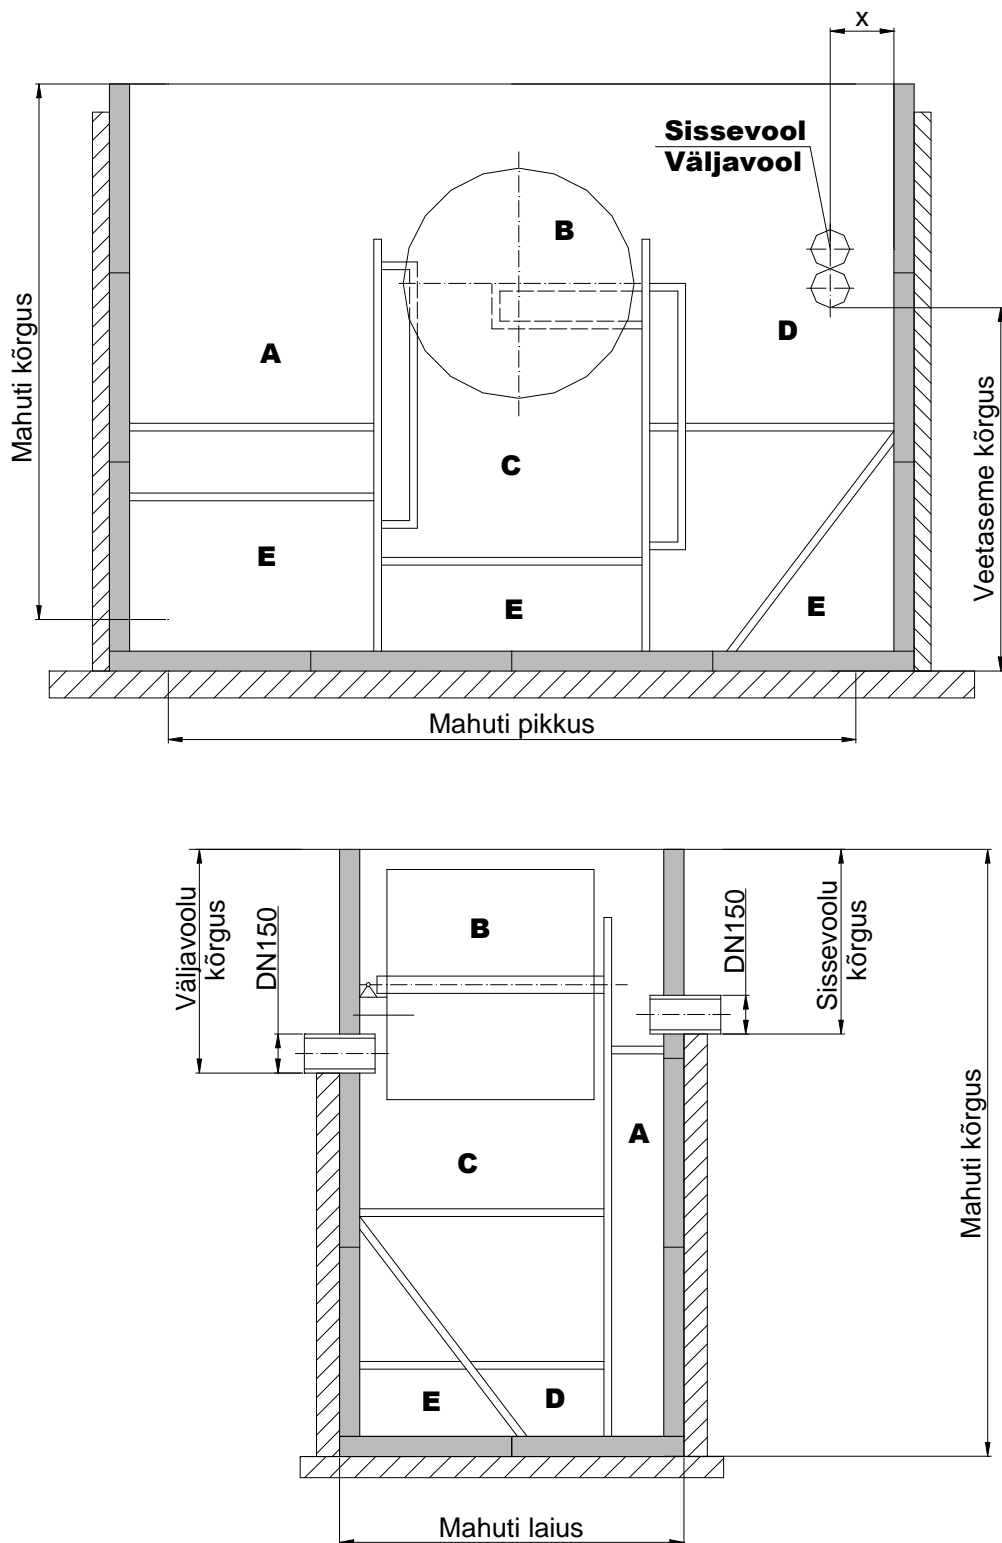 x
Sissevool
Väljavool
B
A
D
C
E
E
E
Mahuti kõrgus
Veetaseme kõrgus
Mahuti pikkus
Väljavoolu
kõrgus
DN150
B
DN150
Sissevoolu
kõrgus
A
C
Mahuti kõrgus
E
D
Mahuti laius